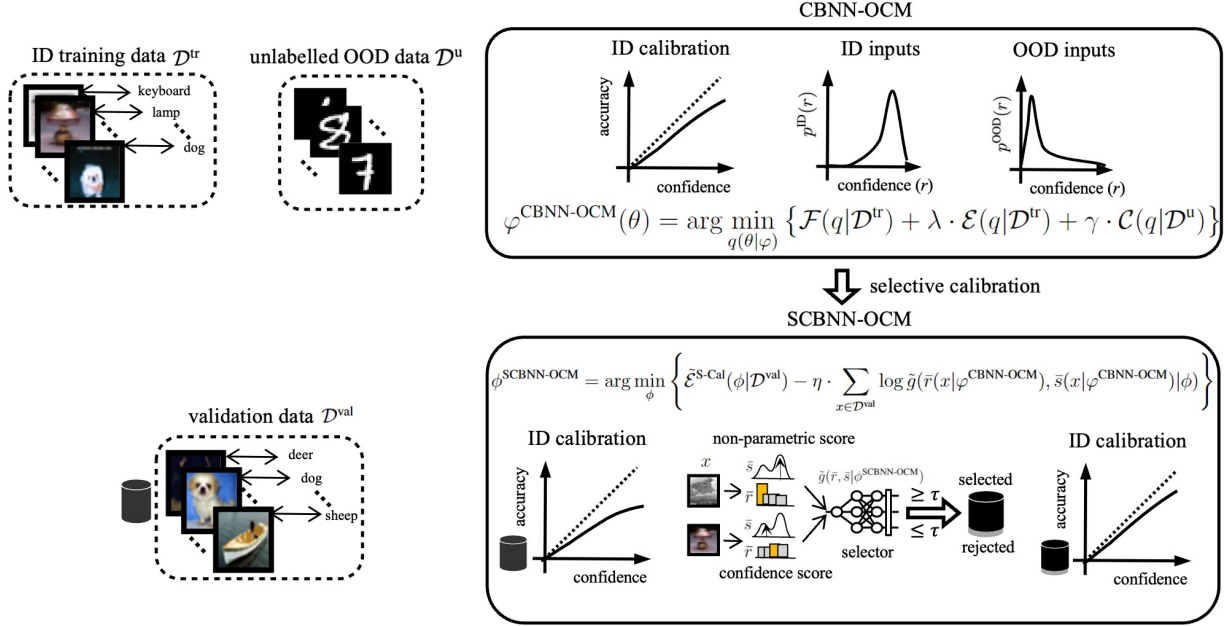 CBNN-OCM
ID training data 𝒟^tr
unlabelled OOD data 𝒟^u
keyboard
lamp
dog
ID calibration
ID inputs
OOD inputs
accuracy
confidence
p^ID(r)
confidence (r)
p^OOD(r)
confidence (r)
φ^CBNN-OCM(θ) = arg min_{q(θ|φ)} {ℱ(q|𝒟^tr) + λ · ℰ(q|𝒟^tr) + γ · 𝒞(q|𝒟^u)}
selective calibration
SCBNN-OCM
ϕ^SCBNN-OCM = arg min_ϕ { ℰ̃^S-Cal(ϕ|𝒟^val) − η · ∑_{x∈𝒟^val} log g̃(r̄(x|φ^CBNN-OCM), s̄(x|φ^CBNN-OCM)|ϕ) }
validation data 𝒟^val
deer
dog
sheep
ID calibration
accuracy
confidence
non-parametric score
x
s̄
r̄
s̄
r̄
confidence score
g̃(r̄, s̄|ϕ^SCBNN-OCM)
selector
≥ τ
≤ τ
selected
rejected
ID calibration
accuracy
confidence